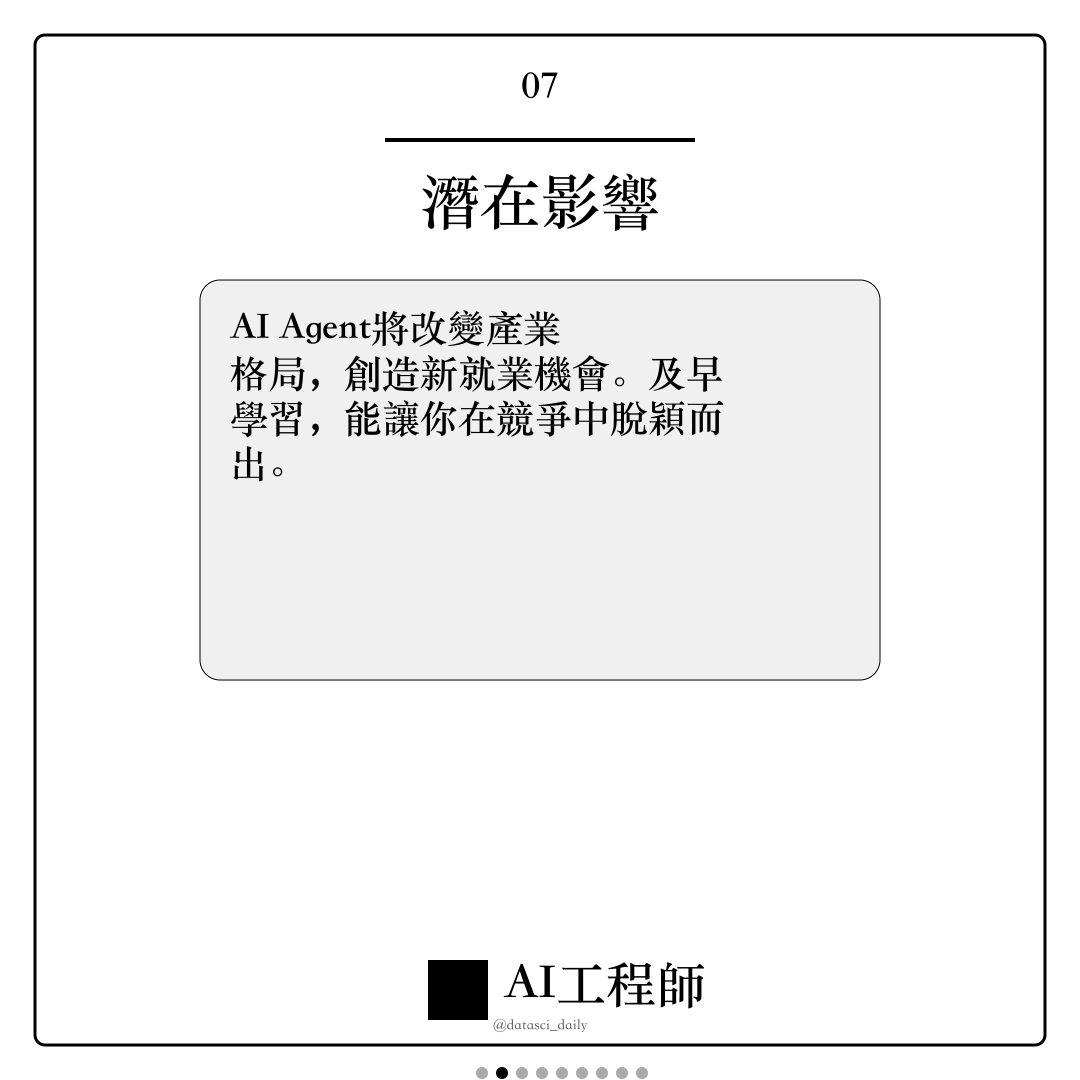 07
潛在影響
AI Agent將改變產業
格局，創造新就業機會。及早
學習，能讓你在競爭中脫穎而
出。
AI工程師
@datasci_daily